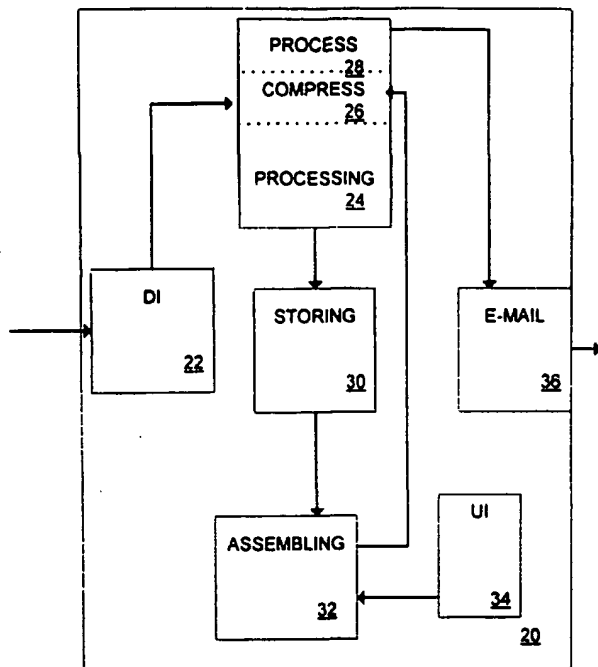 PROCESS
28
COMPRESS
26
PROCESSING
24
DI
22
STORING
30
E-MAIL
36
ASSEMBLING
32
UI
34
20